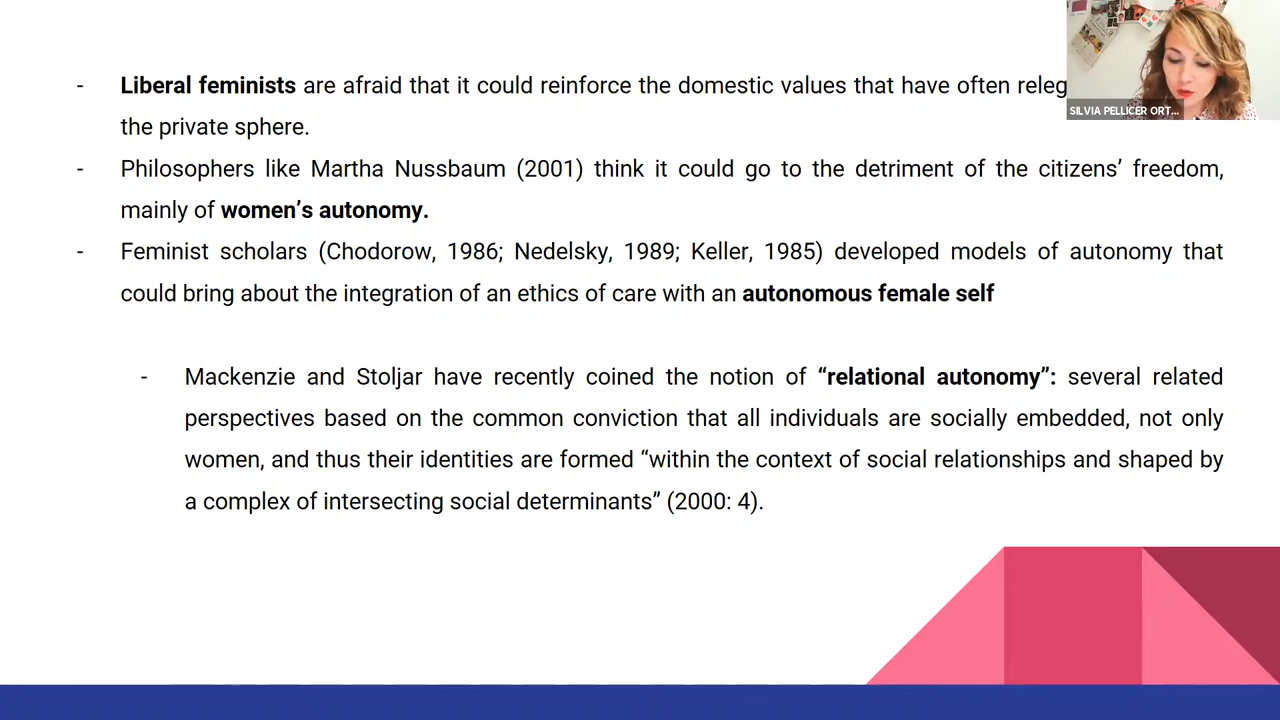 - Liberal feminists are afraid that it could reinforce the domestic values that have often
the private sphere.
- Philosophers like Martha Nussbaum (2001) think it could go to the detriment of the citizens’ freedom,
mainly of women’s autonomy.
- Feminist scholars (Chodorow, 1986; Nedelsky, 1989; Keller, 1985) developed models of autonomy that
could bring about the integration of an ethics of care with an autonomous female self
- Mackenzie and Stoljar have recently coined the notion of “relational autonomy”: several related
perspectives based on the common conviction that all individuals are socially embedded, not only
women, and thus their identities are formed “within the context of social relationships and shaped by
a complex of intersecting social determinants” (2000: 4).
SILVIA PELLICER ORT...